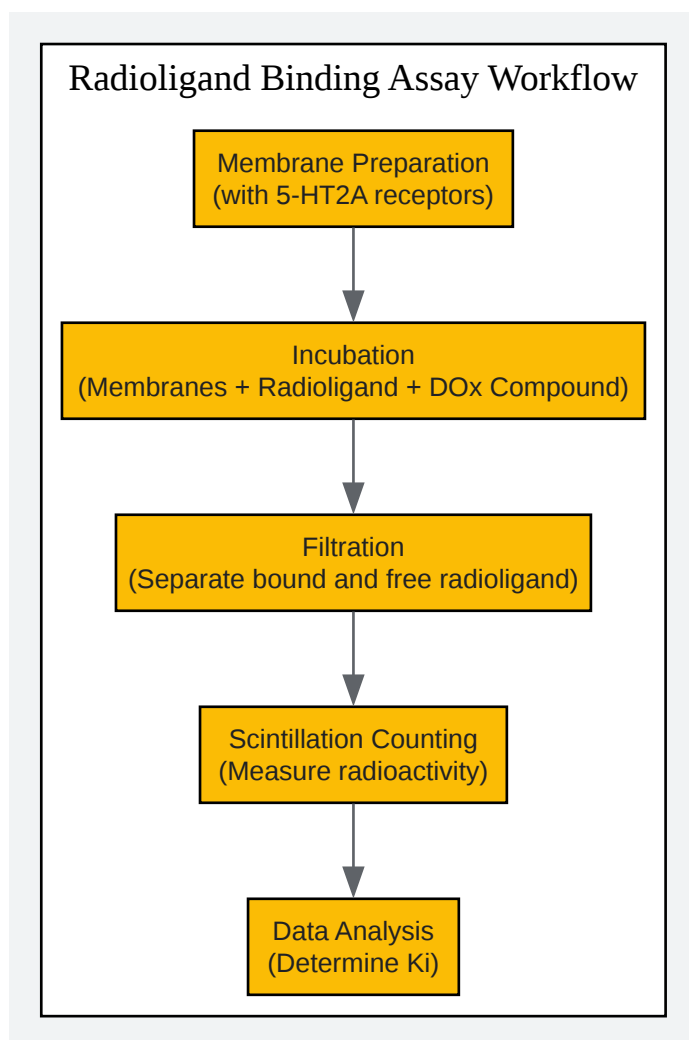 Radioligand Binding Assay Workflow
Membrane Preparation
(with 5-HT2A receptors)
Incubation
(Membranes + Radioligand + DOx Compound)
Filtration
(Separate bound and free radioligand)
Scintillation Counting
(Measure radioactivity)
Data Analysis
(Determine Ki)